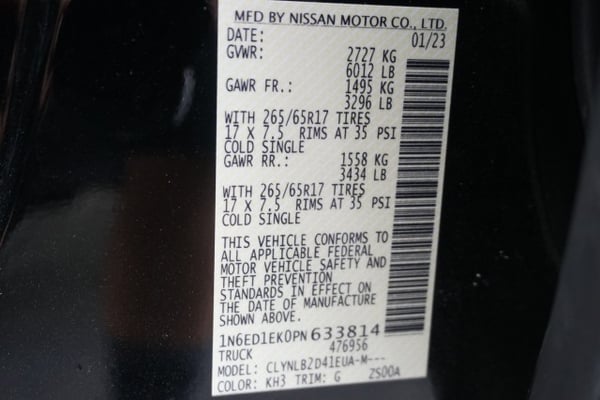 MFD BY NISSAN MOTOR CO., LTD.
DATE: 01/23
GVWR: 2727 KG
6012 LB
GAWR FR.: 1495 KG
3296 LB
WITH 265/65R17 TIRES
17 X 7.5 RIMS AT 35 PSI
COLD SINGLE
GAWR RR.: 1558 KG
3434 LB
WITH 265/65R17 TIRES
17 X 7.5 RIMS AT 35 PSI
COLD SINGLE
THIS VEHICLE CONFORMS TO
ALL APPLICABLE FEDERAL
MOTOR VEHICLE SAFETY AND
THEFT PREVENTION
STANDARDS IN EFFECT ON
THE DATE OF MANUFACTURE
SHOWN ABOVE.
1N6ED1EK0PN633814
TRUCK 476956
MODEL: CLYNLB2D41EUA-M---
COLOR: KH3 TRIM: G ZS00A